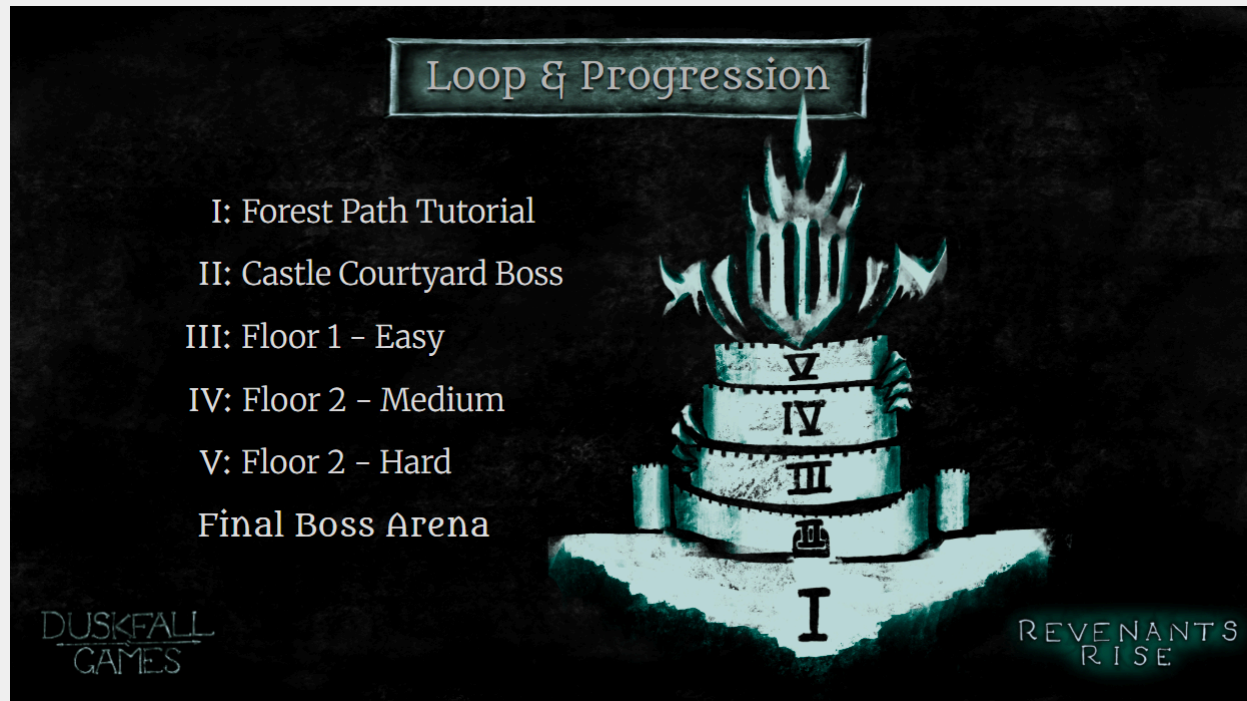 Loop & Progression
I: Forest Path Tutorial
II: Castle Courtyard Boss
III: Floor 1 – Easy
IV: Floor 2 – Medium
V: Floor 2 – Hard
Final Boss Arena
V
IV
III
II
I
DUSKFALL
GAMES
REVENANTS
RISE